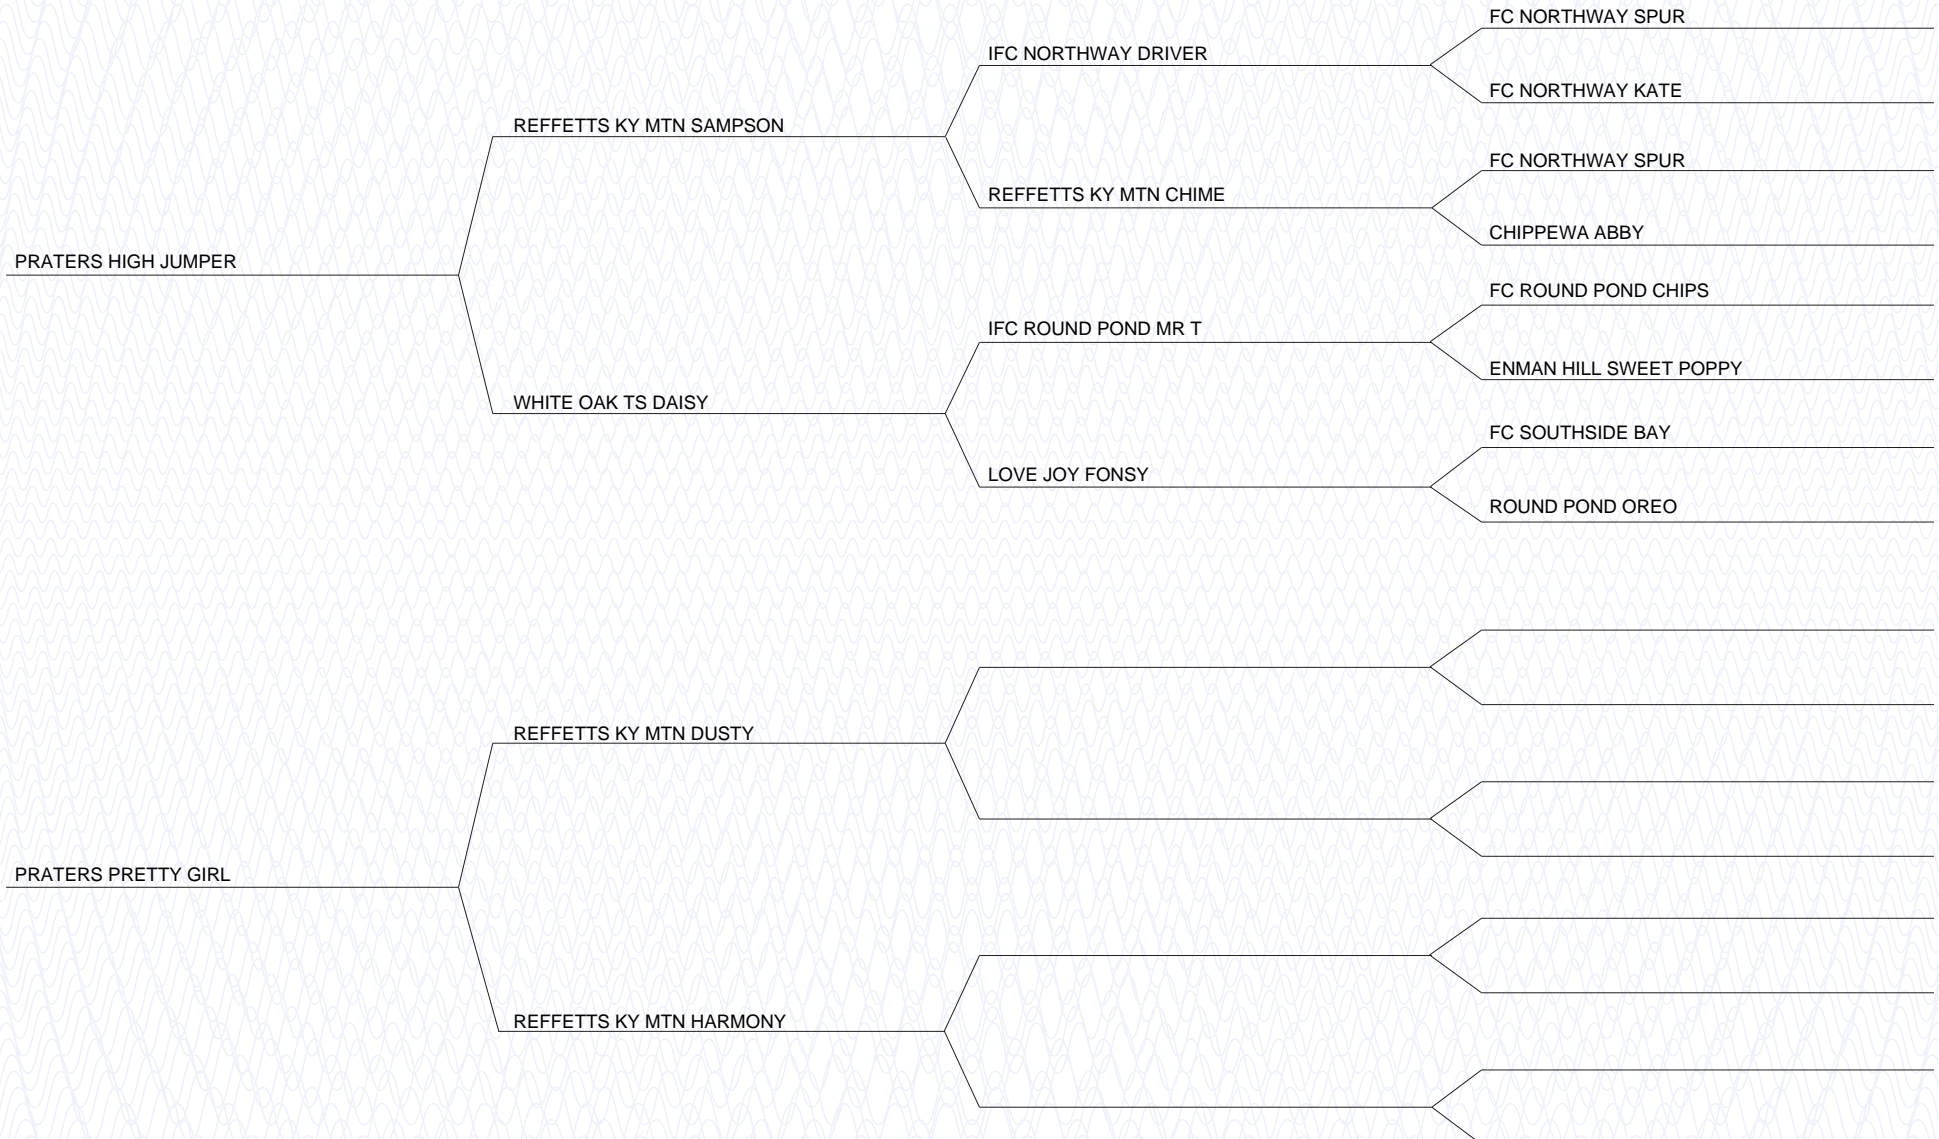 FC NORTHWAY SPUR
IFC NORTHWAY DRIVER
FC NORTHWAY KATE
REFFETTS KY MTN SAMPSON
FC NORTHWAY SPUR
REFFETTS KY MTN CHIME
CHIPPEWA ABBY
PRATERS HIGH JUMPER
FC ROUND POND CHIPS
IFC ROUND POND MR T
ENMAN HILL SWEET POPPY
WHITE OAK TS DAISY
FC SOUTHSIDE BAY
LOVE JOY FONSY
ROUND POND OREO
REFFETTS KY MTN DUSTY
PRATERS PRETTY GIRL
REFFETTS KY MTN HARMONY